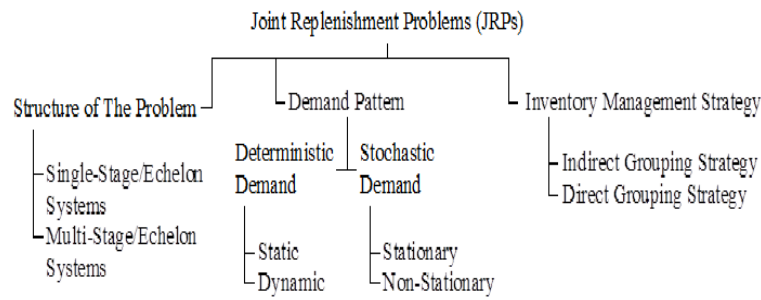 Joint Replenishment Problems (JRPs)
Structure of The Problem
Single-Stage/Echelon
Systems
Multi-Stage/Echelon
Systems
Demand Pattern
Deterministic
Demand
Static
Dynamic
Stochastic
Demand
Stationary
Non-Stationary
Inventory Management Strategy
Indirect Grouping Strategy
Direct Grouping Strategy